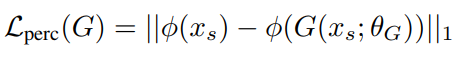 ℒ_perc(G) = ||ϕ(x_s) − ϕ(G(x_s; θ_G))||_1